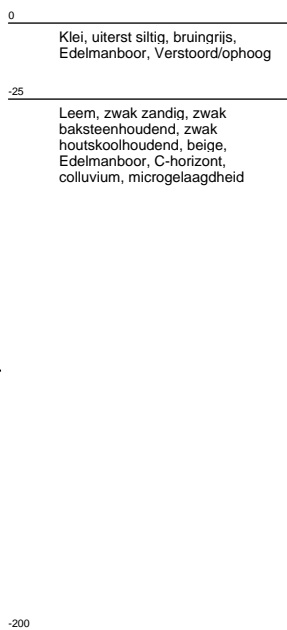 0
Klei, uiterst siltig, bruingrijs,
Edelmanboor, Verstoord/ophoog
-25
Leem, zwak zandig, zwak
baksteenhoudend, zwak
houtskoolhoudend, beige,
Edelmanboor, C-horizont,
colluvium, microgelaagdheid
-200